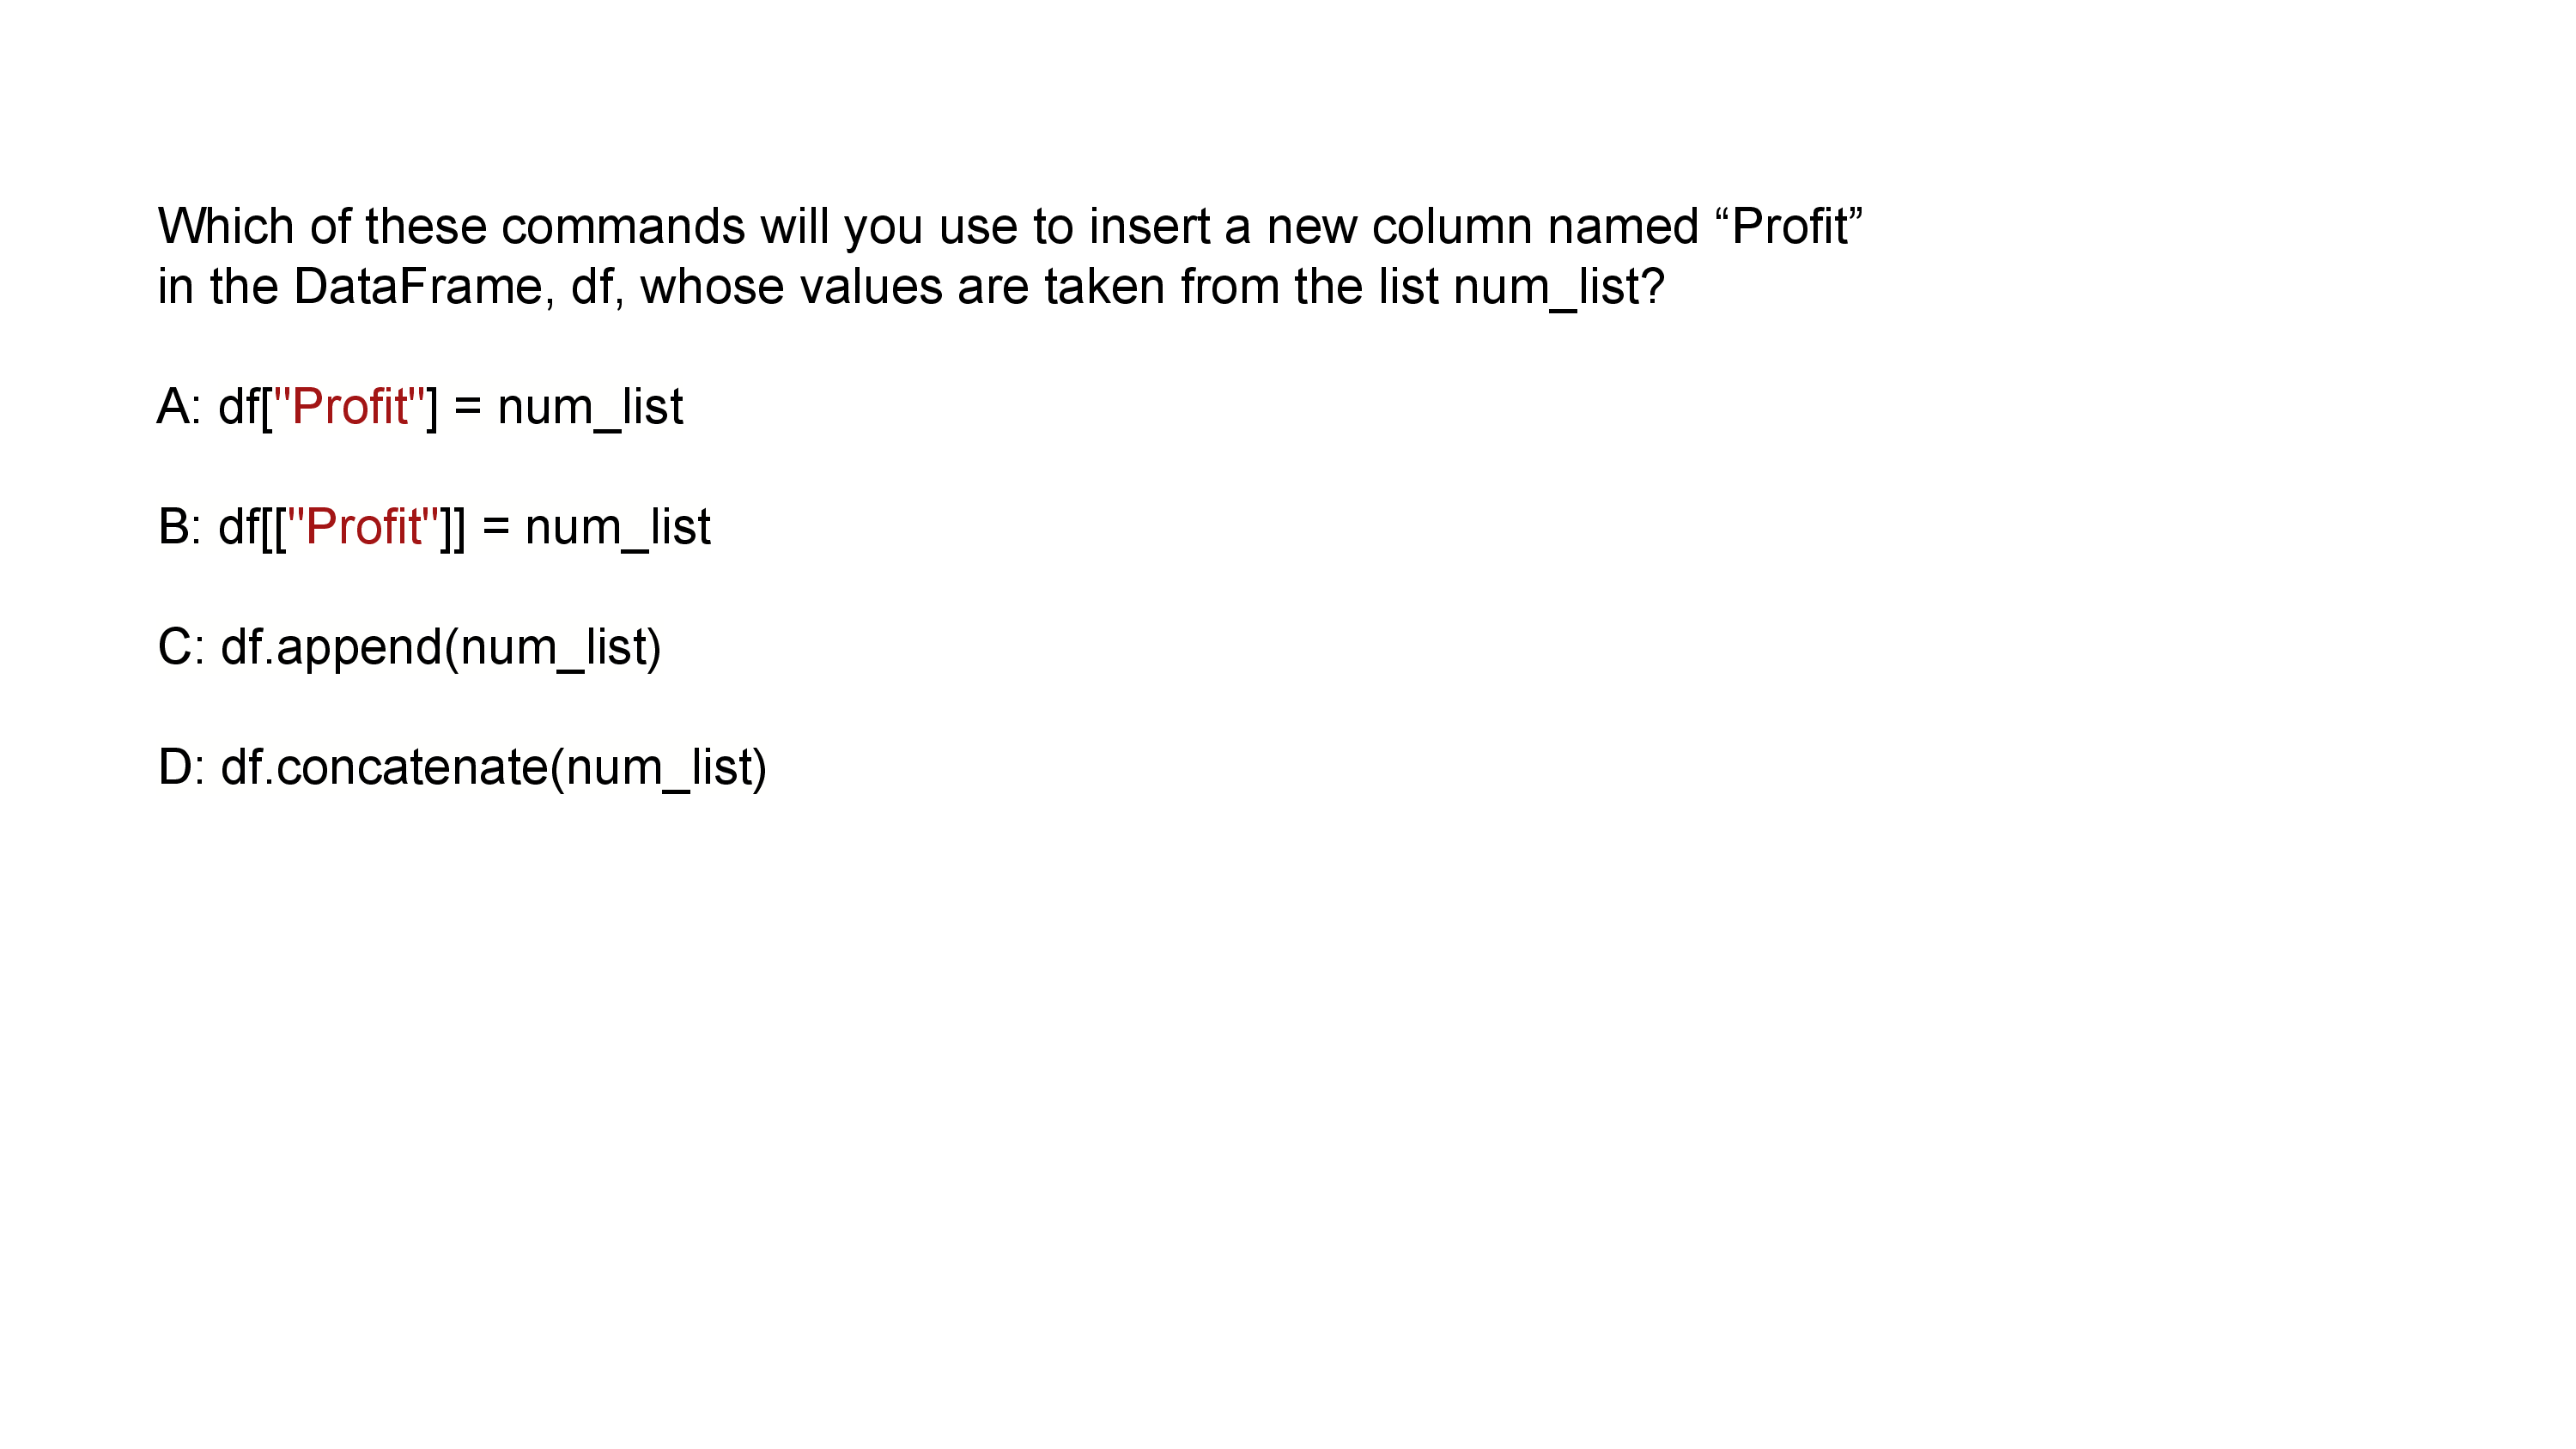 Which of these commands will you use to insert a new column named “Profit”
in the DataFrame, df, whose values are taken from the list num_list?
A: df["Profit"] = num_list
B: df[["Profit"]] = num_list
C: df.append(num_list)
D: df.concatenate(num_list)